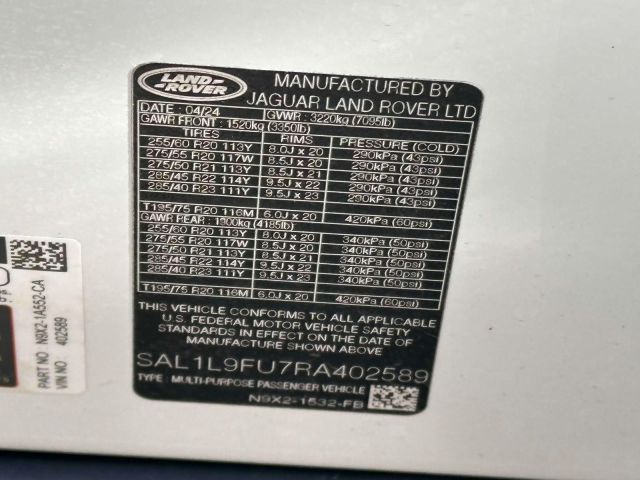 LAND
ROVER
MANUFACTURED BY
JAGUAR LAND ROVER LTD
DATE : 04/24 GVWR : 3220kg (7095lb)
GAWR FRONT : 1520kg (3350lb)
TIRES RIMS PRESSURE (COLD)
255/60 R20 113Y 8.0J x 20 290kPa (43psi)
275/55 R20 117W 8.5J x 20 290kPa (43psi)
275/50 R21 113Y 8.5J x 21 290kPa (43psi)
285/45 R22 114Y 9.5J x 22 290kPa (43psi)
285/40 R23 111Y 9.5J x 23 290kPa (43psi)
T195/75 R20 116M 6.0J x 20 420kPa (60psi)
GAWR REAR : 1900kg (4185lb)
255/60 R20 113Y 8.0J x 20 340kPa (50psi)
275/55 R20 117W 8.5J x 20 340kPa (50psi)
275/50 R21 113Y 8.5J x 21 340kPa (50psi)
285/45 R22 114Y 9.5J x 22 340kPa (50psi)
285/40 R23 111Y 9.5J x 23 340kPa (50psi)
T195/75 R20 116M 6.0J x 20 420kPa (60psi)
THIS VEHICLE CONFORMS TO ALL APPLICABLE
U.S. FEDERAL MOTOR VEHICLE SAFETY
STANDARDS IN EFFECT ON THE DATE OF
MANUFACTURE SHOWN ABOVE
SAL1L9FU7RA402589
TYPE : MULTI-PURPOSE PASSENGER VEHICLE
N9X2-1532-FB
PART NO N9X2-1A552-CA
VIN NO 402589